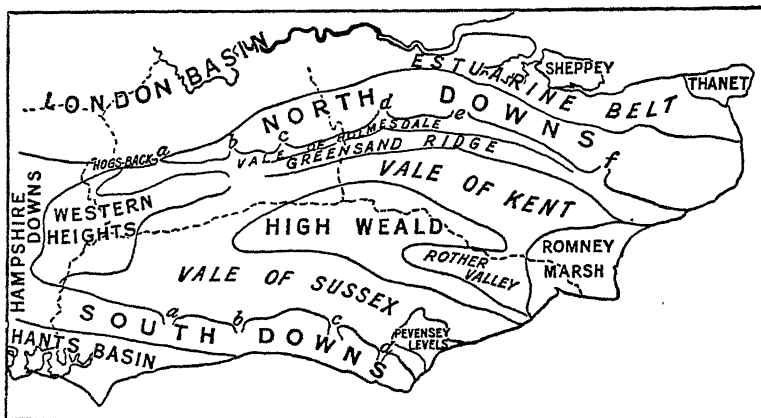 LONDON BASIN
ESTUARINE BELT
SHEPPEY
THANET
NORTH DOWNS
a
b
c
d
e
f
HOGS-BACK
VALE OF HOLMESDALE
GREENSAND RIDGE
VALE OF KENT
HAMPSHIRE DOWNS
WESTERN HEIGHTS
HIGH WEALD
ROTHER VALLEY
ROMNEY MARSH
VALE OF SUSSEX
SOUTH DOWNS
a
b
c
d
PEVENSEY LEVELS
HANTS BASIN